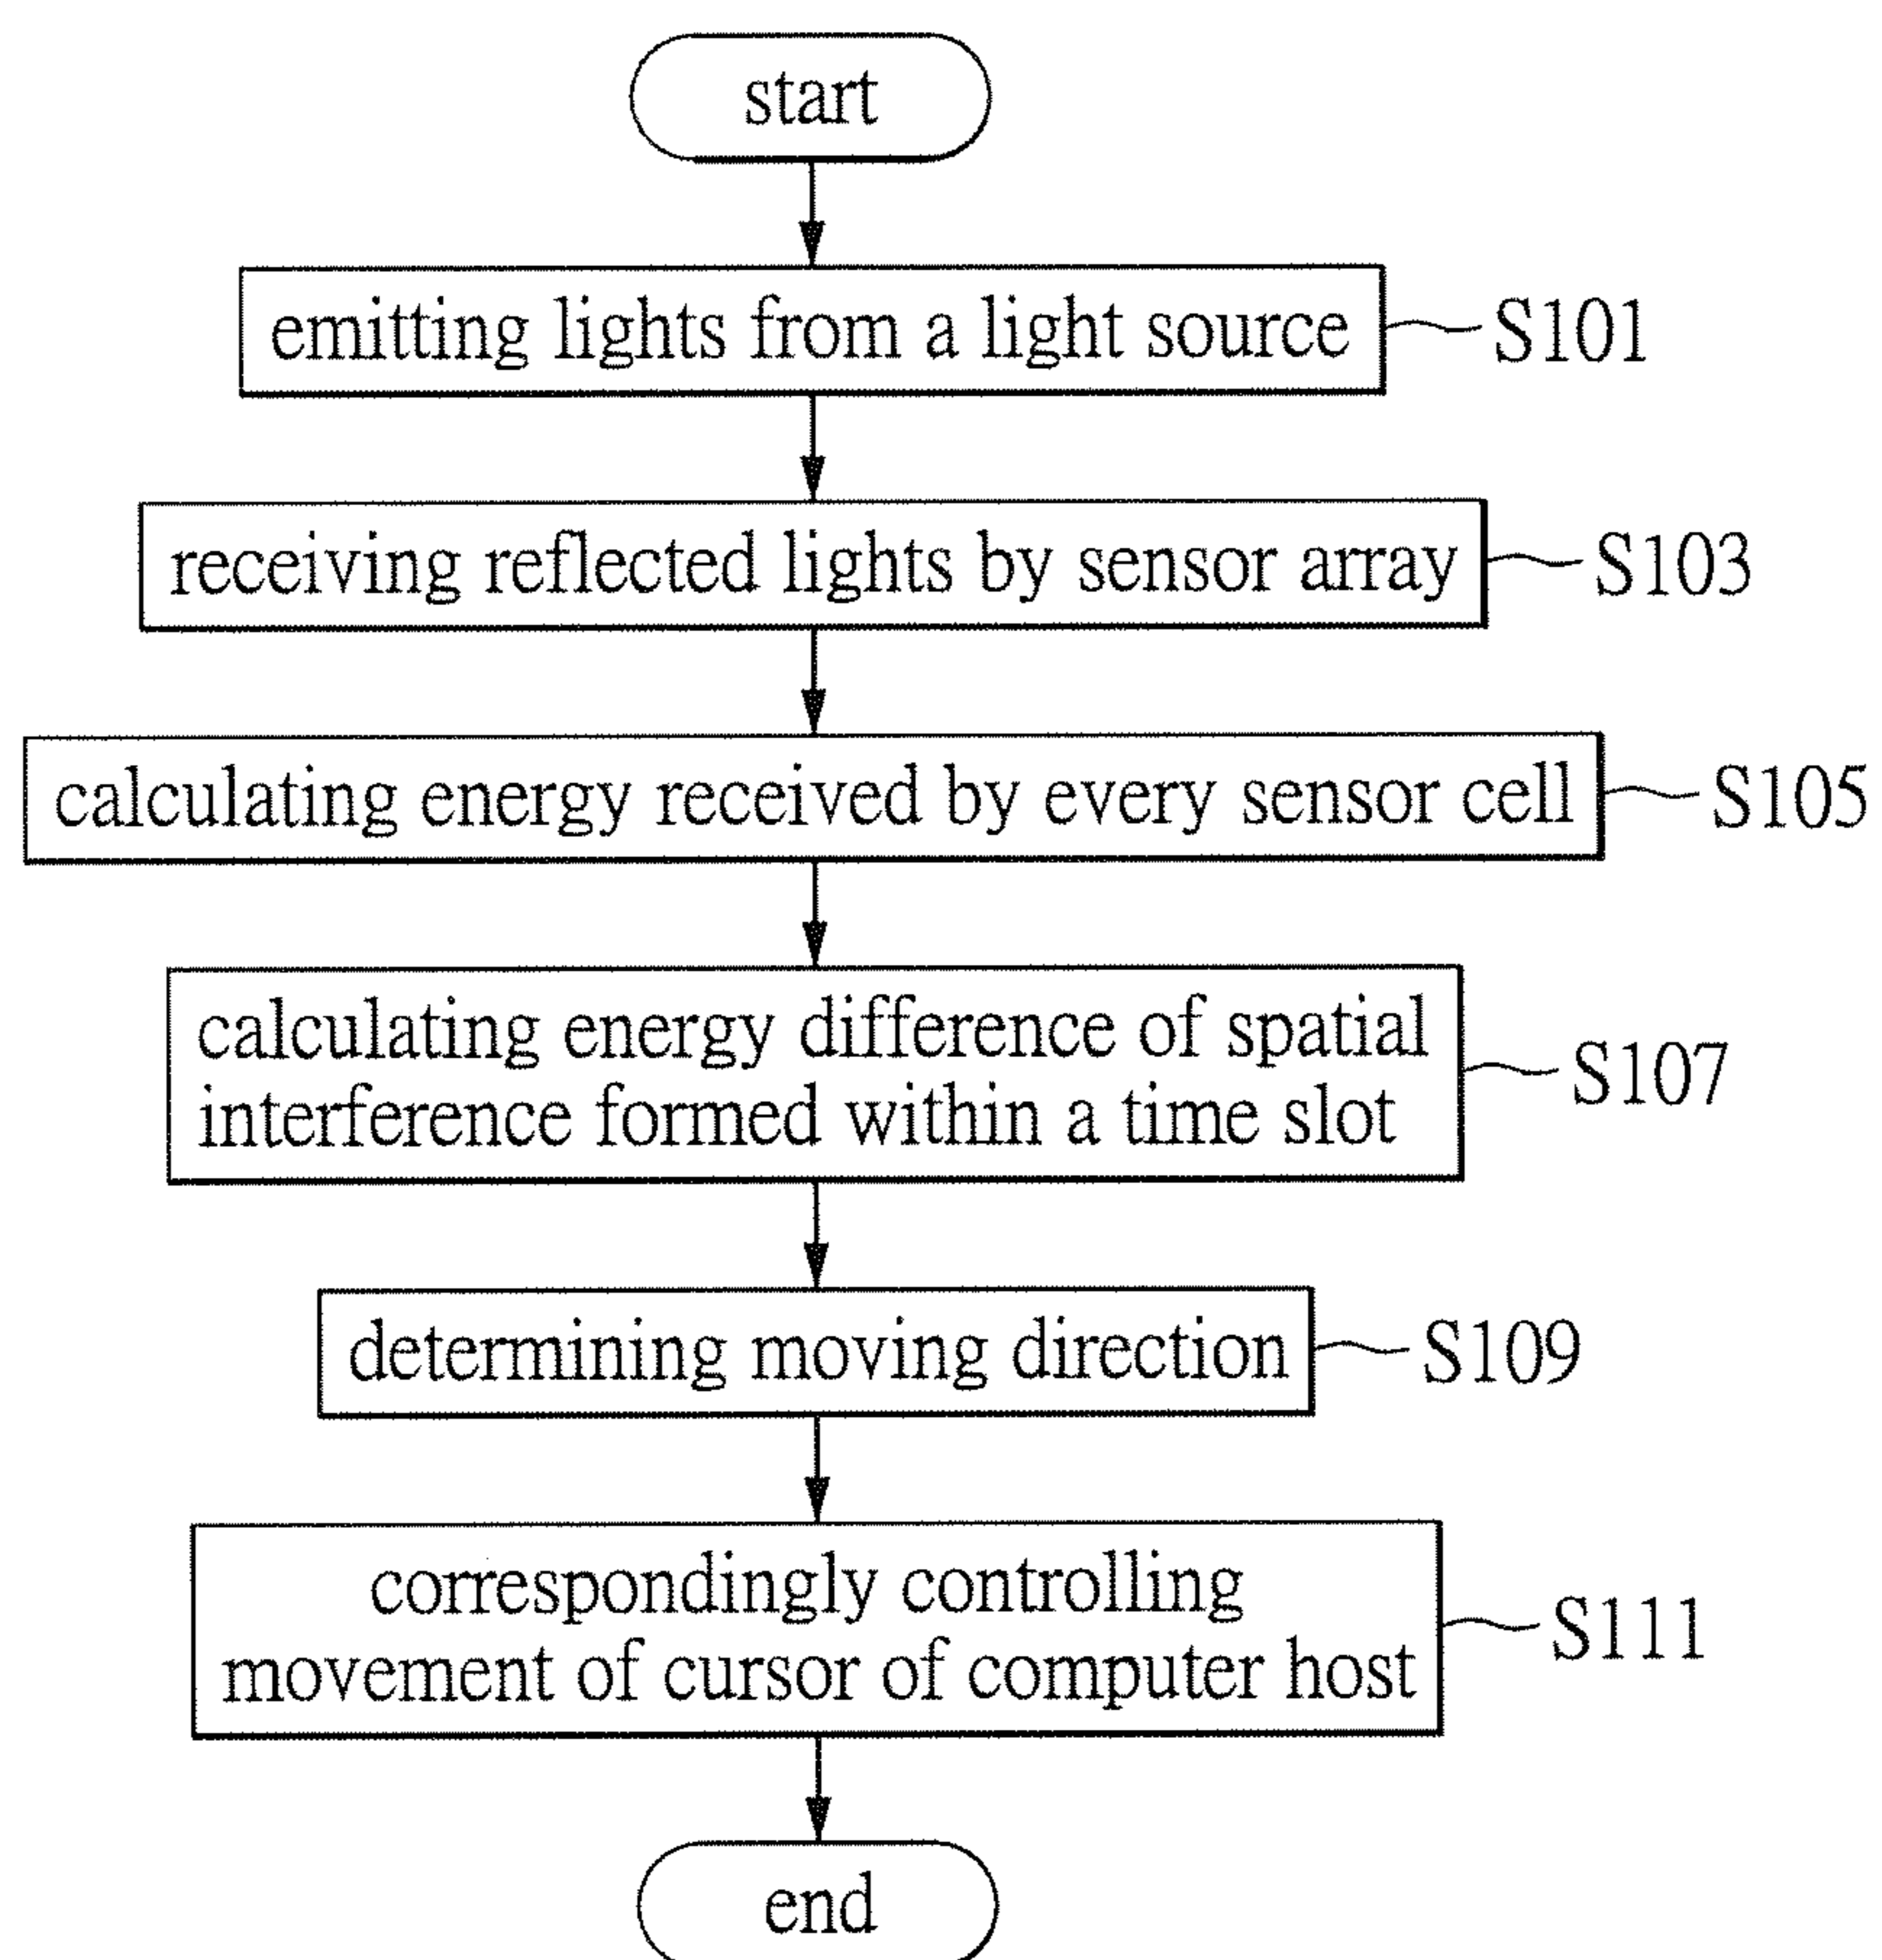 start
emitting lights from a light source
S101
receiving reflected lights by sensor array
S103
calculating energy received by every sensor cell
S105
calculating energy difference of spatial
interference formed within a time slot
S107
determining moving direction
S109
correspondingly controlling
movement of cursor of computer host
S111
end